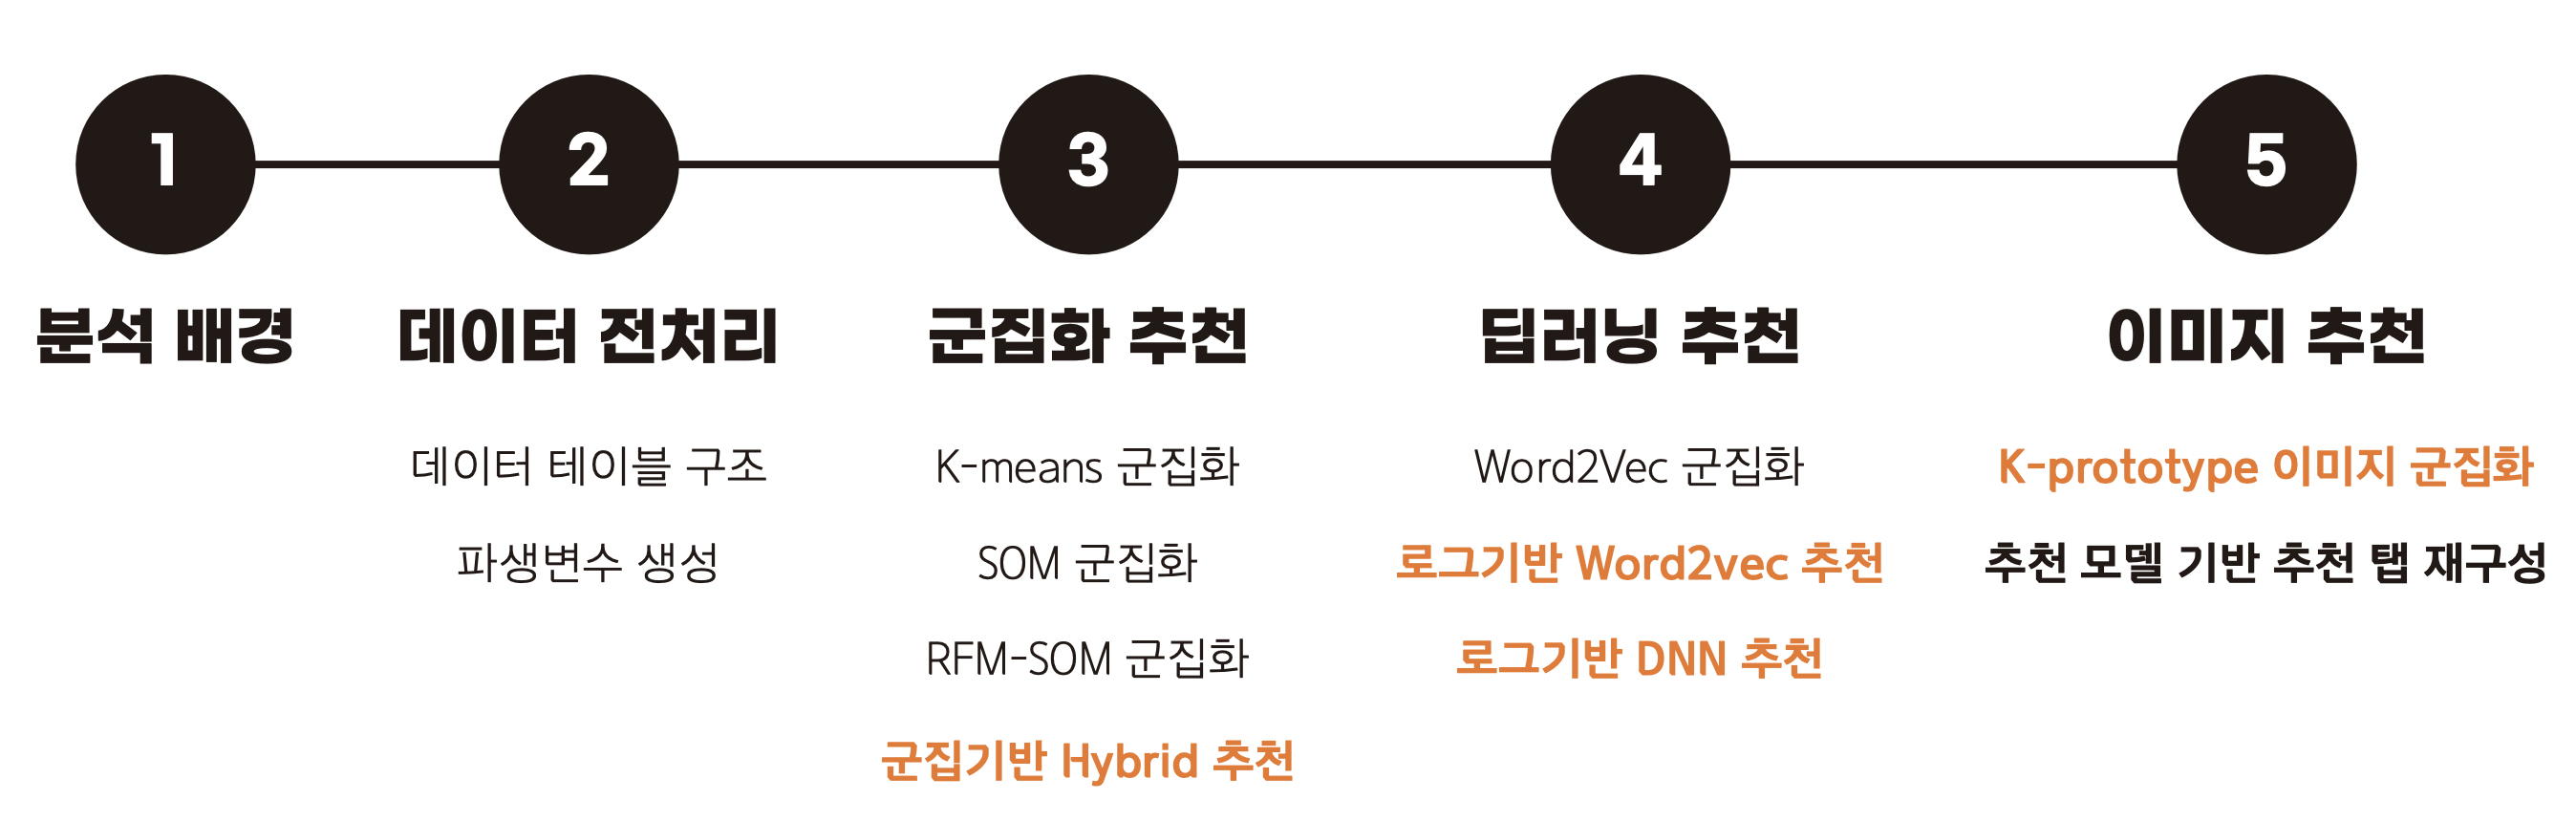 1
2
3
4
5
분석 배경
데이터 전처리
군집화 추천
딥러닝 추천
이미지 추천
데이터 테이블 구조
파생변수 생성
K-means 군집화
SOM 군집화
RFM-SOM 군집화
군집기반 Hybrid 추천
Word2Vec 군집화
로그기반 Word2vec 추천
로그기반 DNN 추천
K-prototype 이미지 군집화
추천 모델 기반 추천 탭 재구성